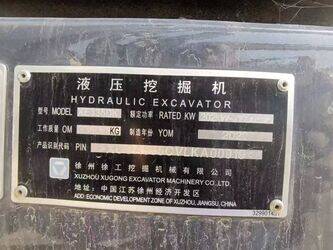 液压挖掘机
HYDRAULIC EXCAVATOR
型号 MODEL 额定功率 RATED KW
工作质量 OM KG 制造年份 YOM
产品识别代码 PIN
徐州徐工挖掘机械有限公司
XUZHOU XUGONG EXCAVATOR MACHINERY CO.,LTD
地址：中国江苏徐州经济开发区
ADD: ECONOMIC DEVELOPMENT ZONE OF XUZHOU, JIANGSU, CHINA